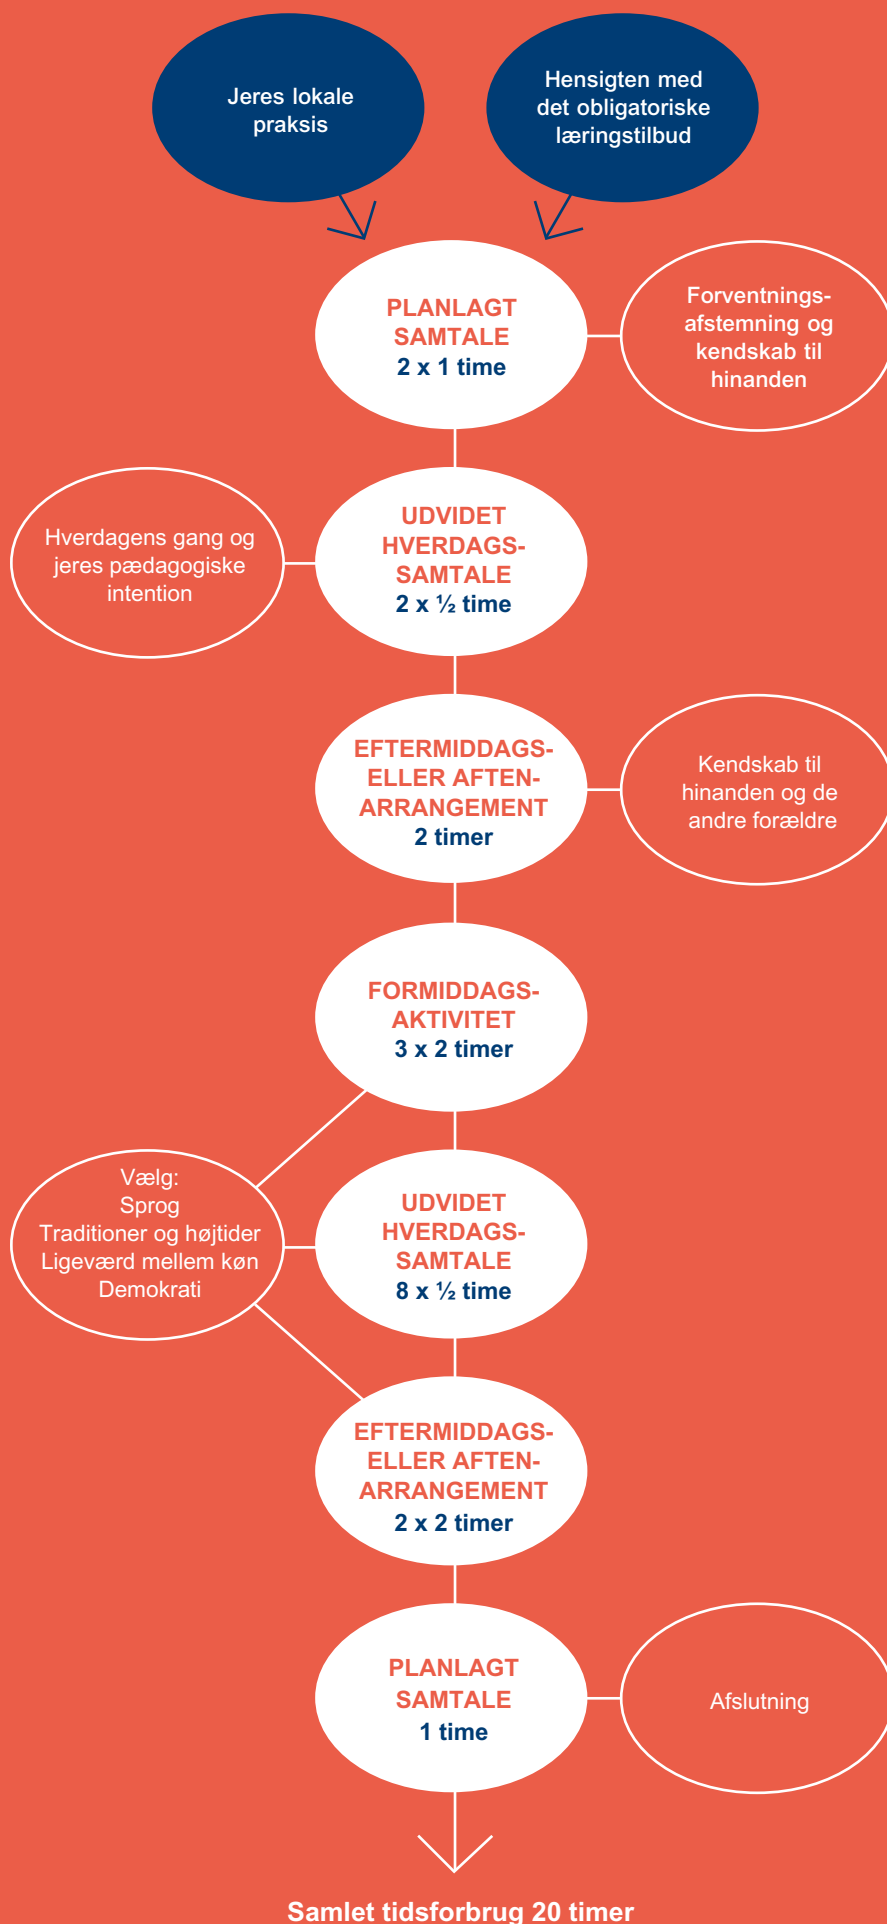 Jeres lokale
praksis
Hensigten med
det obligatoriske
læringstilbud
PLANLAGT
SAMTALE
2 x 1 time
Forventnings-
afstemning og
kendskab til
hinanden
UDVIDET
HVERDAGS-
SAMTALE
2 x ½ time
Hverdagens gang og
jeres pædagogiske
intention
EFTERMIDDAGS-
ELLER AFTEN-
ARRANGEMENT
2 timer
Kendskab til
hinanden og de
andre forældre
FORMIDDAGS-
AKTIVITET
3 x 2 timer
Vælg:
Sprog
Traditioner og højtider
Ligeværd mellem køn
Demokrati
UDVIDET
HVERDAGS-
SAMTALE
8 x ½ time
EFTERMIDDAGS-
ELLER AFTEN-
ARRANGEMENT
2 x 2 timer
PLANLAGT
SAMTALE
1 time
Afslutning
Samlet tidsforbrug 20 timer